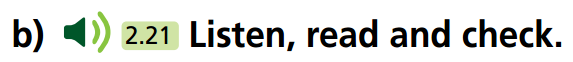 b) 2.21 Listen, read and check.